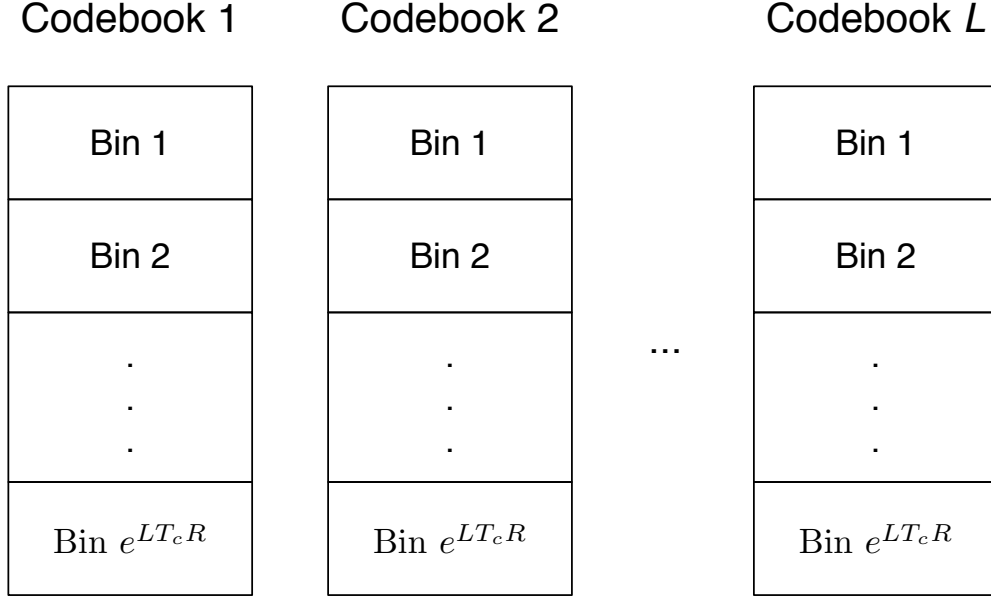 Codebook 1 Codebook 2 Codebook L
Bin 1 Bin 1 Bin 1
Bin 2 Bin 2 Bin 2
...
. . .
. . .
. . .
Bin $e^{LT_cR}$ Bin $e^{LT_cR}$ Bin $e^{LT_cR}$